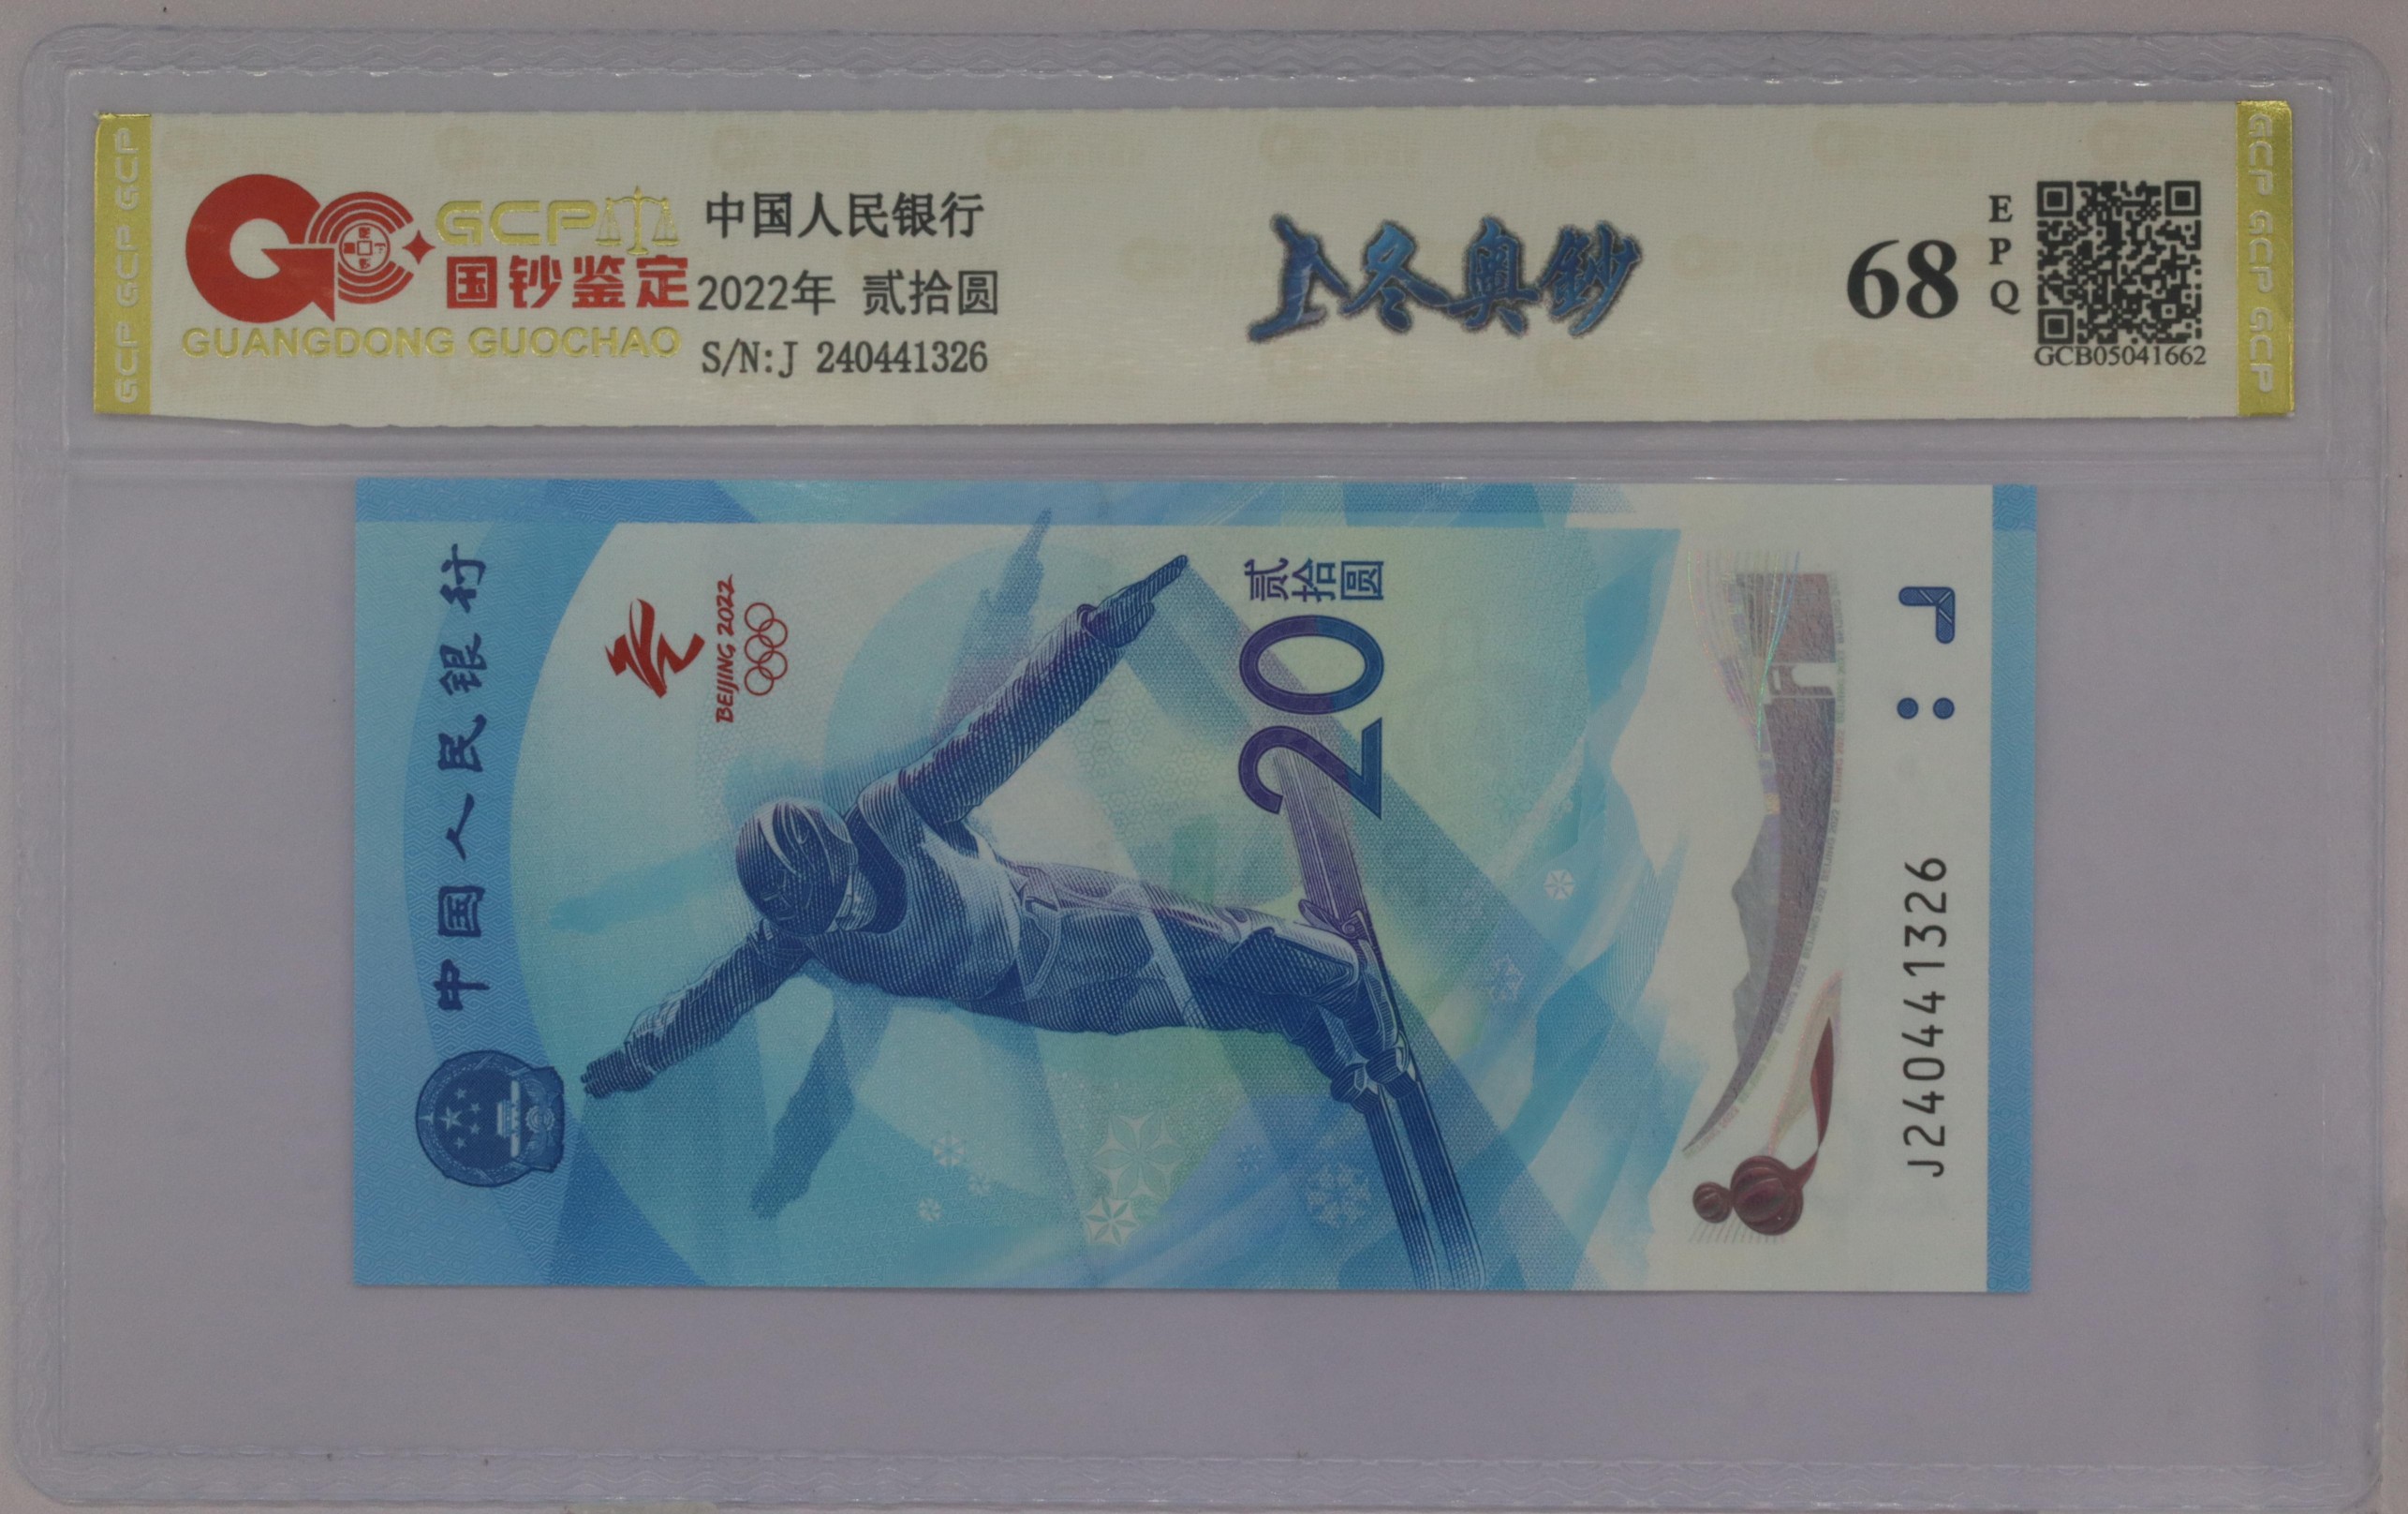 GCP GCP GCP
GCP
国钞鉴定
GUANGDONG GUOCHAO
中国人民银行
2022年 贰拾圆
S/N:J 240441326
冬奥鈔
68
EPQ
GCB05041662
GCP GCP GCP
中国人民银行
BEIJING 2022
贰拾圆
20
J240441326